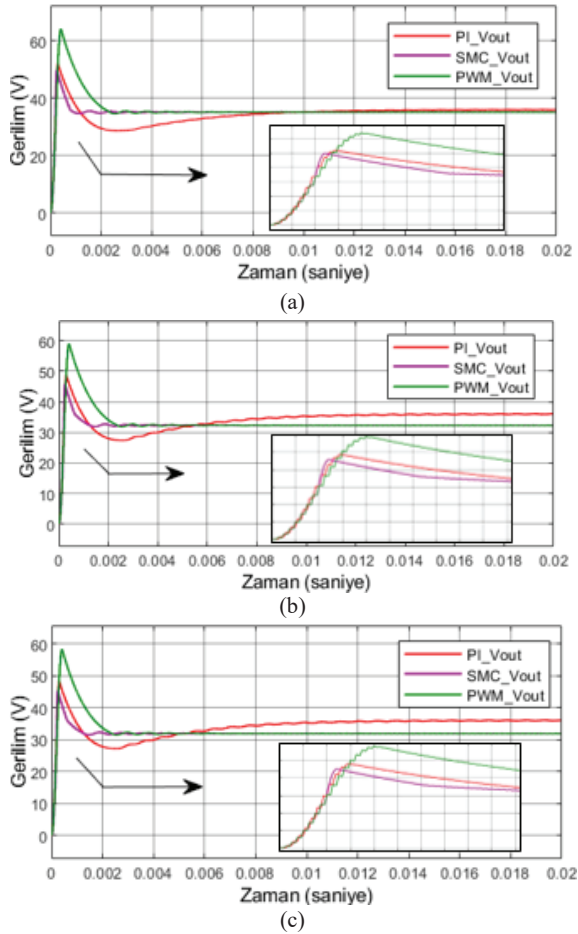 Gerilim (V)
60
40
20
0
PI_Vout
SMC_Vout
PWM_Vout
0 0.002 0.004 0.006 0.008 0.01 0.012 0.014 0.016 0.018 0.02
Zaman (saniye)
(a)
Gerilim (V)
60
50
40
30
20
10
0
PI_Vout
SMC_Vout
PWM_Vout
0 0.002 0.004 0.006 0.008 0.01 0.012 0.014 0.016 0.018 0.02
Zaman (saniye)
(b)
Gerilim (V)
60
50
40
30
20
10
0
PI_Vout
SMC_Vout
PWM_Vout
0 0.002 0.004 0.006 0.008 0.01 0.012 0.014 0.016 0.018 0.02
Zaman (saniye)
(c)